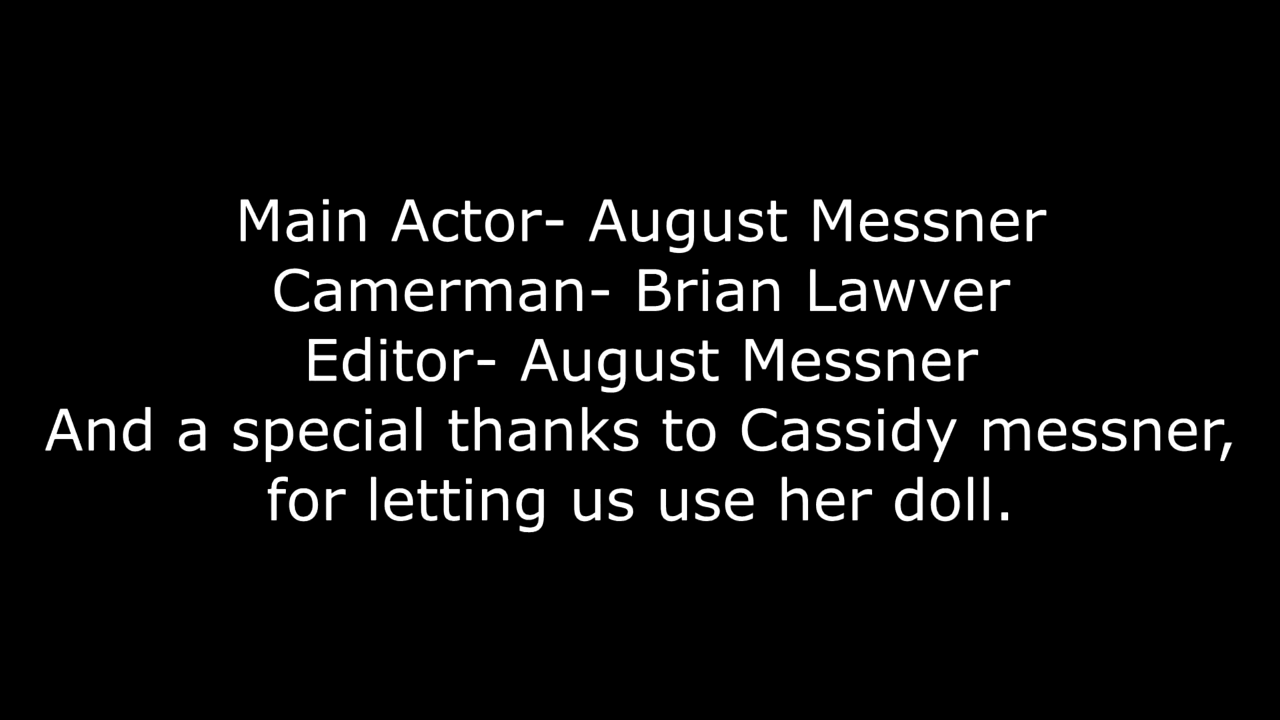 Main Actor- August Messner
Camerman- Brian Lawver
Editor- August Messner
And a special thanks to Cassidy messner,
for letting us use her doll.